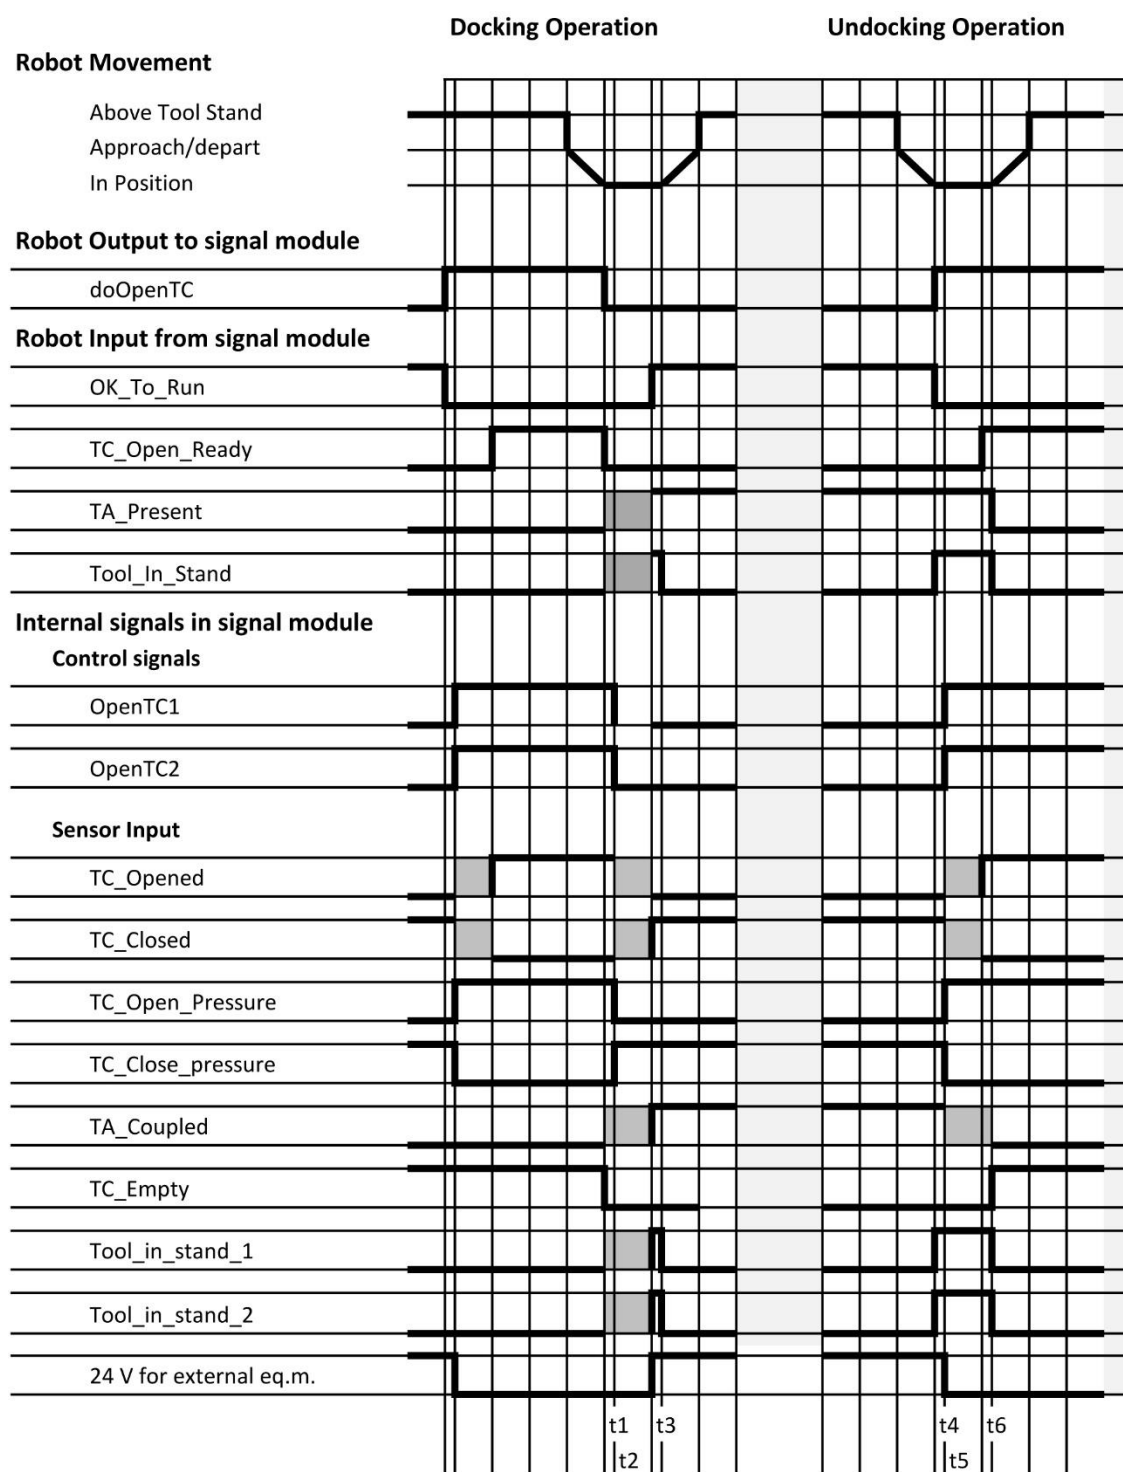 Docking Operation Undocking Operation
Robot Movement
Above Tool Stand
Approach/depart
In Position
Robot Output to signal module
doOpenTC
Robot Input from signal module
OK_To_Run
TC_Open_Ready
TA_Present
Tool_In_Stand
Internal signals in signal module
Control signals
OpenTC1
OpenTC2
Sensor Input
TC_Opened
TC_Closed
TC_Open_Pressure
TC_Close_pressure
TA_Coupled
TC_Empty
Tool_in_stand_1
Tool_in_stand_2
24 V for external eq.m.
t1 t3 t4 t6
t2 t5